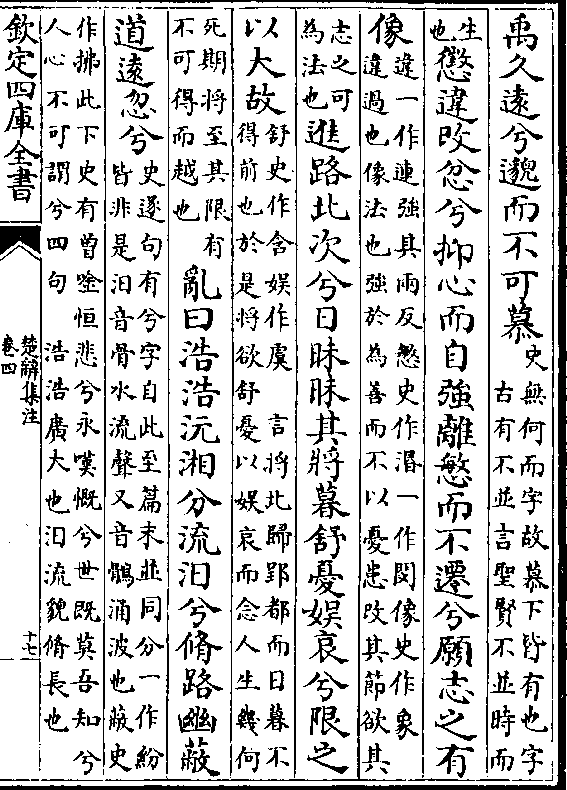 禹久遠兮邈而不可慕史無何而字故慕下皆有也字
古有不並言聖賢不並時而
生
也懲違改忿兮抑心而自強離慜而不遷兮願志之有
像違一作連強其兩反慜史作湣一作閔像史作象
違過也像法也強於為善而不以憂患改其節欲其
志之可
為法也進路北次兮日昧昧其將暮舒憂娛哀兮限之
以大故舒史作含娛作虞 言將北歸郢都而日暮不
得前也於是將欲舒憂以娛哀而念人生幾何
死期將至其限有
不可得而越也亂曰浩浩沅湘分流汨兮脩路幽蔽
道遠忽兮史逐句有兮字自此至篇末並同分一作紛
皆非是汨音骨水流聲又音鶻涌波也蔽史
作拂此下史有曾唫恒悲兮永嘆慨兮世既莫吾知兮
人心不可謂兮四句 浩浩廣大也汨流貌脩長也
欽定四庫全書
楚辭集注
卷四
十七